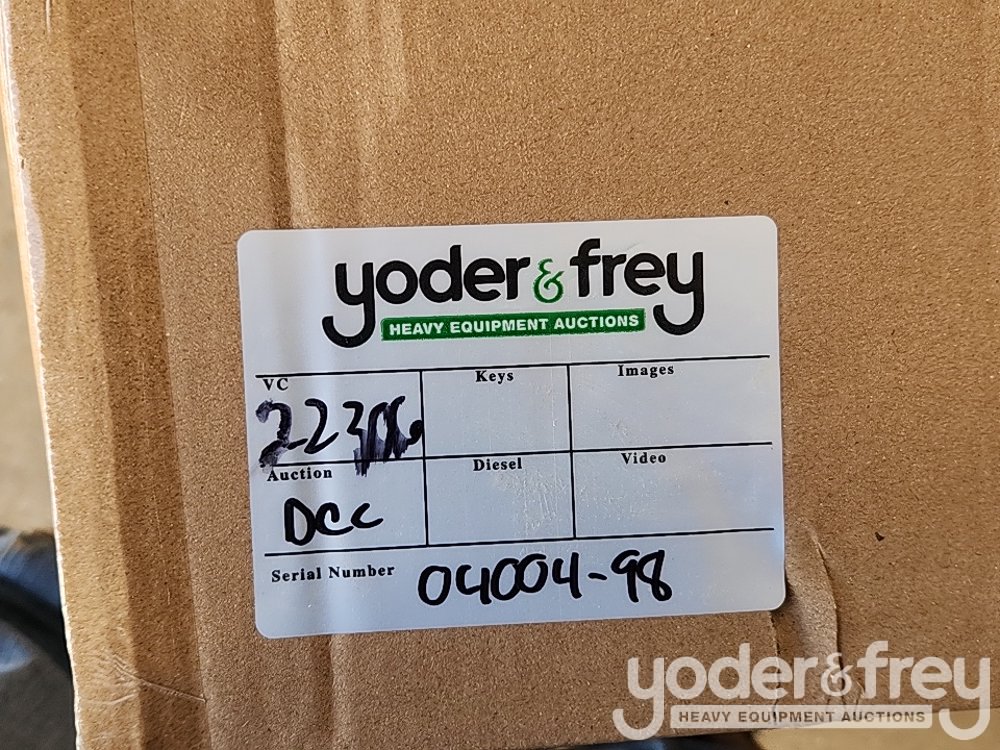 yoder & frey
HEAVY EQUIPMENT AUCTIONS
VC Keys Images
Auction Diesel Video
DCC
Serial Number 04004-98
yoder & frey
HEAVY EQUIPMENT AUCTIONS